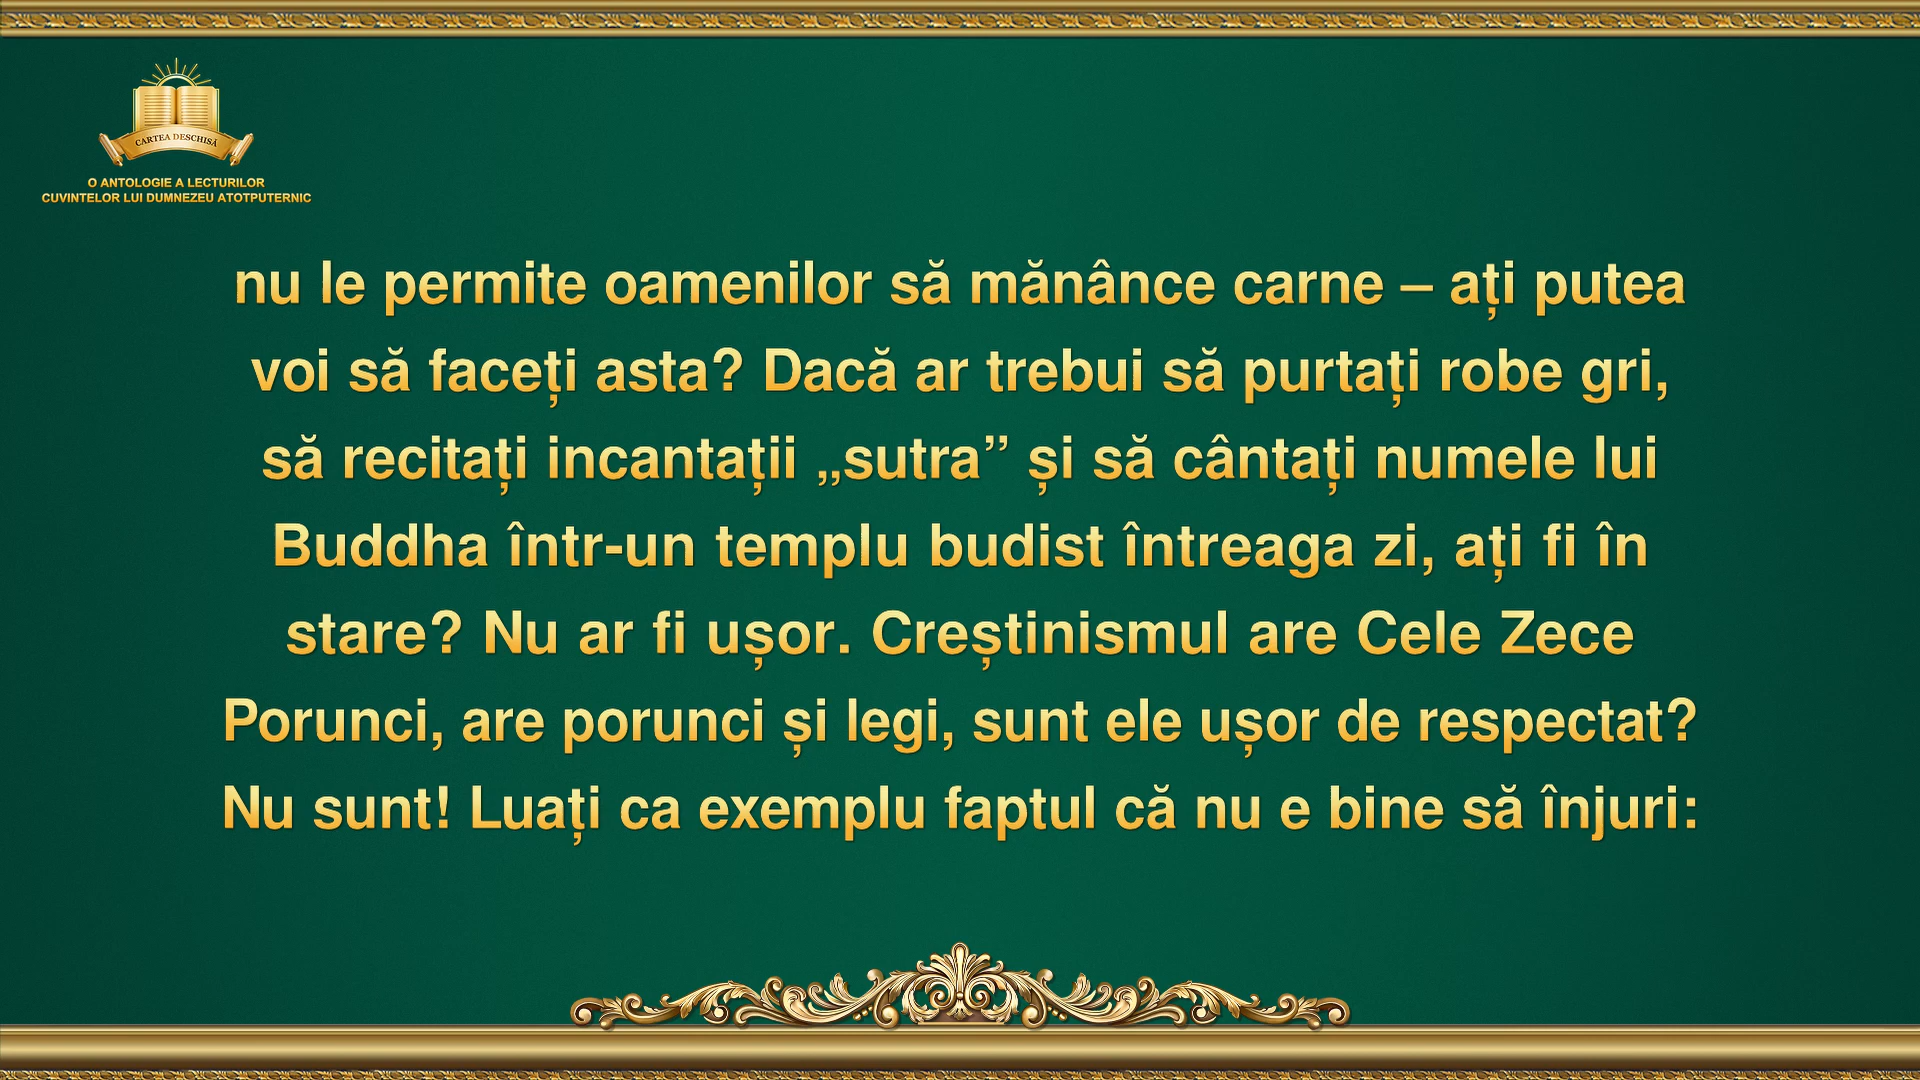 CARTEA DESCHISĂ
O ANTOLOGIE A LECTURILOR
CUVINTELOR LUI DUMNEZEU ATOTPUTERNIC
nu le permite oamenilor să mănânce carne – ați putea
voi să faceți asta? Dacă ar trebui să purtați robe gri,
să recitați incantații „sutra” și să cântați numele lui
Buddha într-un templu budist întreaga zi, ați fi în
stare? Nu ar fi ușor. Creștinismul are Cele Zece
Porunci, are porunci și legi, sunt ele ușor de respectat?
Nu sunt! Luați ca exemplu faptul că nu e bine să înjuri: